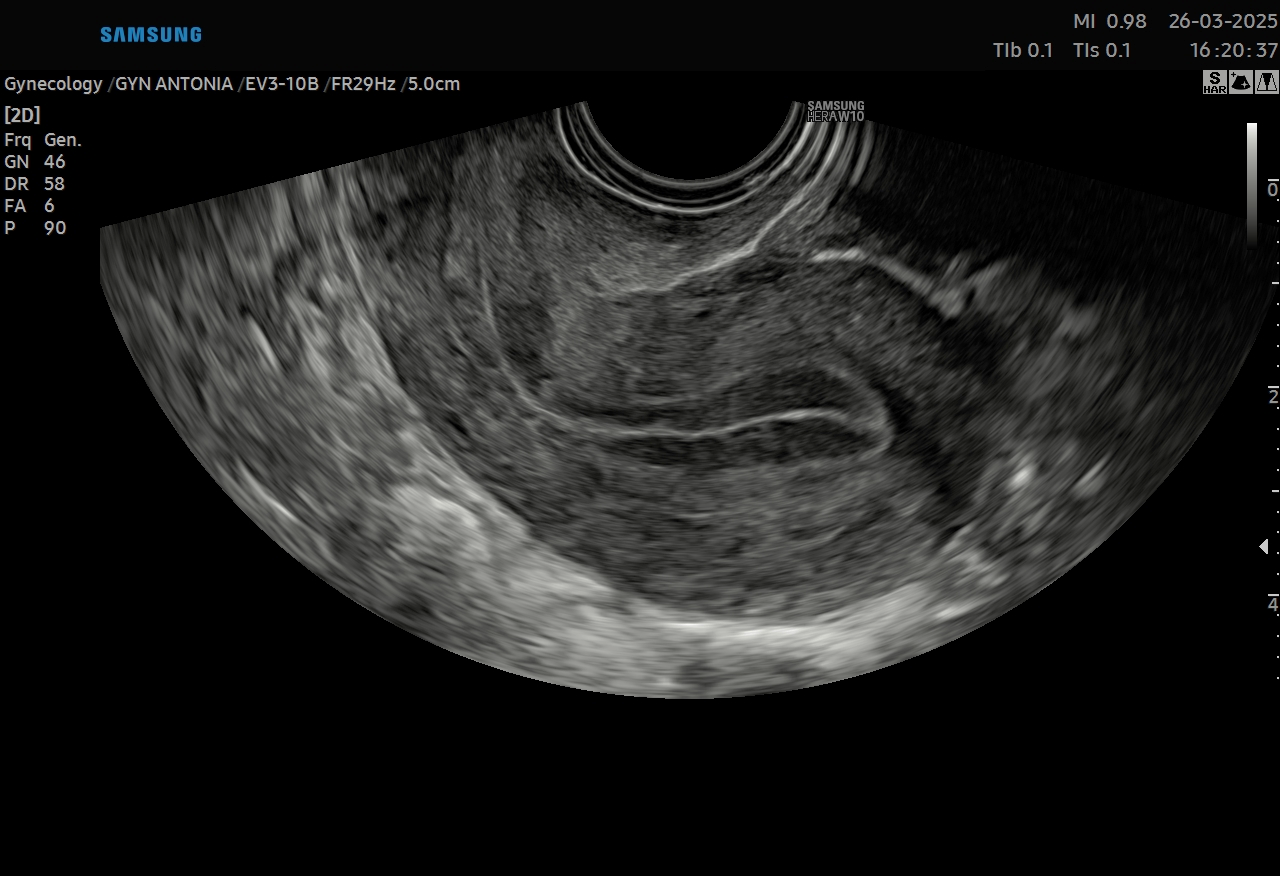 SAMSUNG
MI 0.98 26-03-2025
TIb 0.1 TIs 0.1 16:20:37
Gynecology /GYN ANTONIA /EV3-10B /FR29Hz /5.0cm
S
HAR
[2D]
SAMSUNG
HERAW10
Frq Gen.
GN 46
DR 58
FA 6
P 90
0
2
4